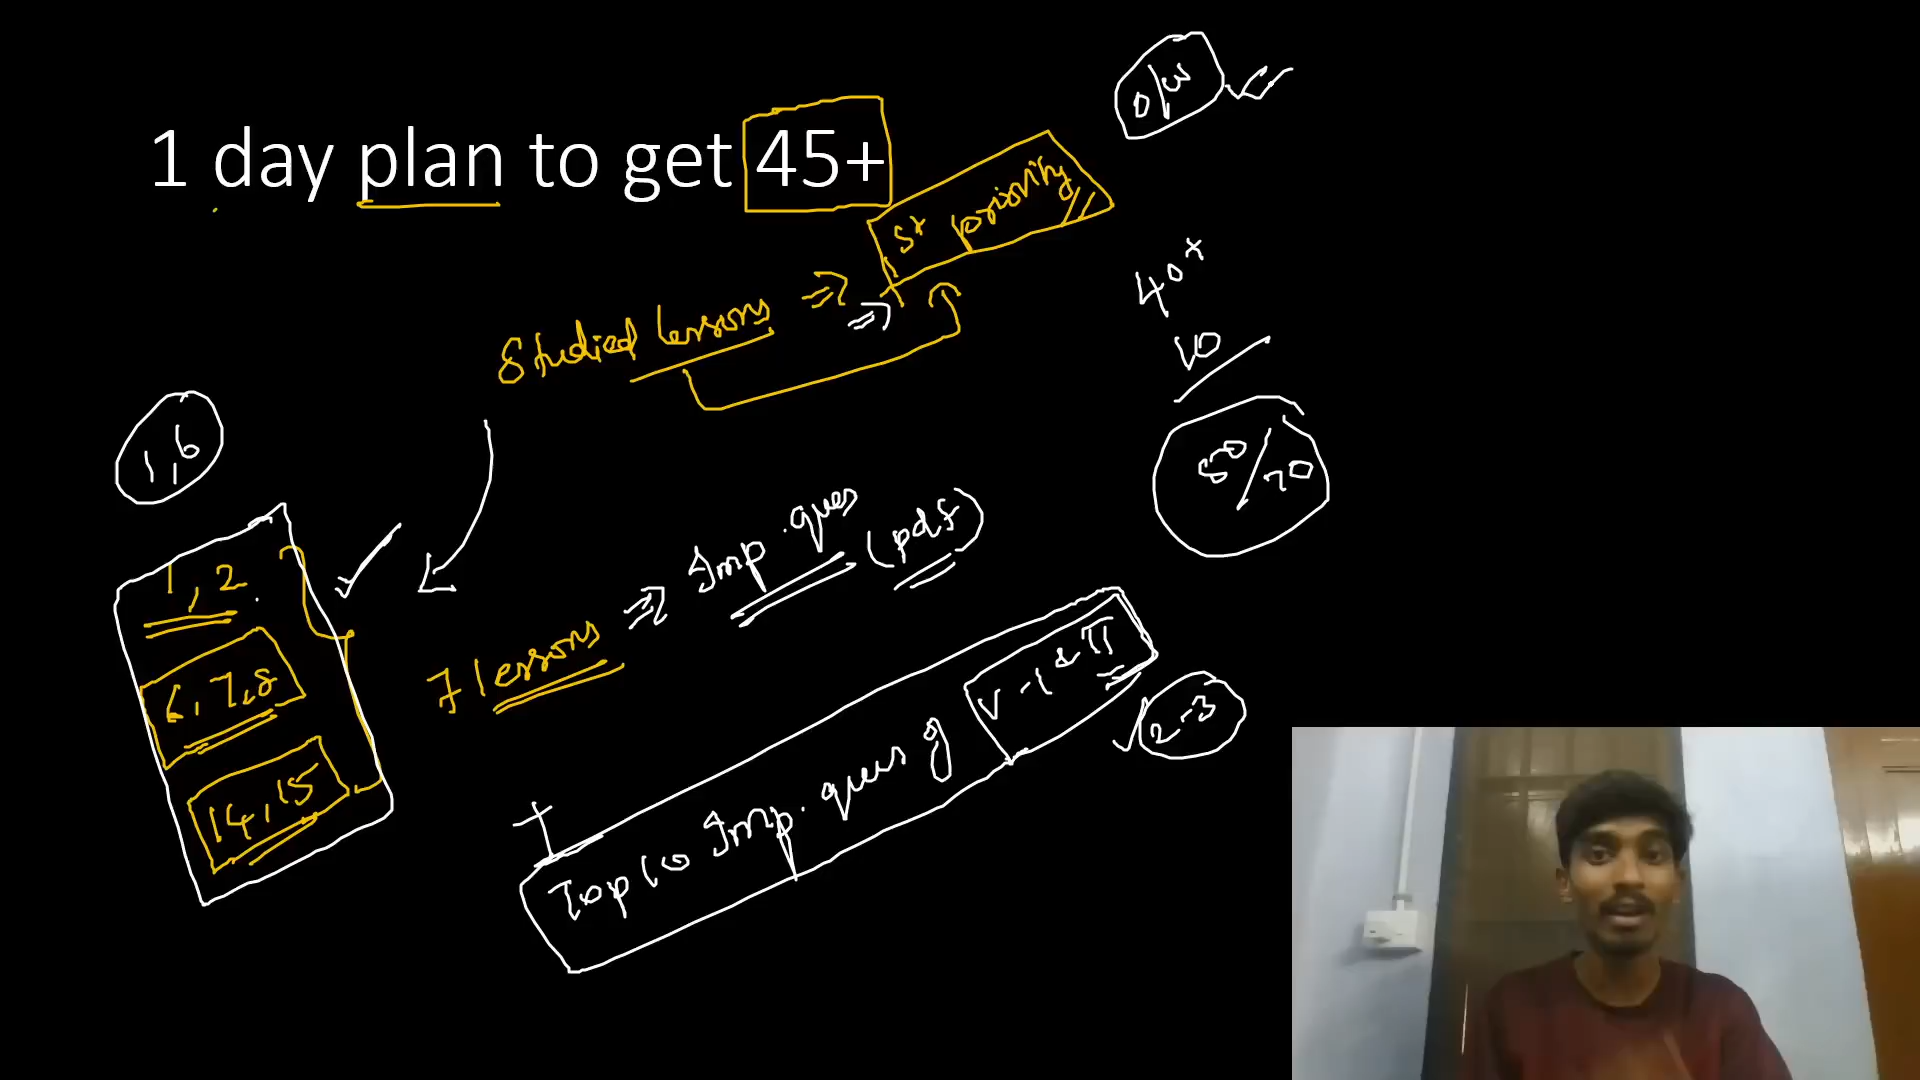 1 day plan to get 45+
O/W
Studied lessons ⇒ ⇒
priority
40+
10
50/70
1,6
1,2
6,7,8
14,15
7 lessons ⇒ Imp. ques (pdf)
+
Top 10 Imp. ques of V-I & II
2-3